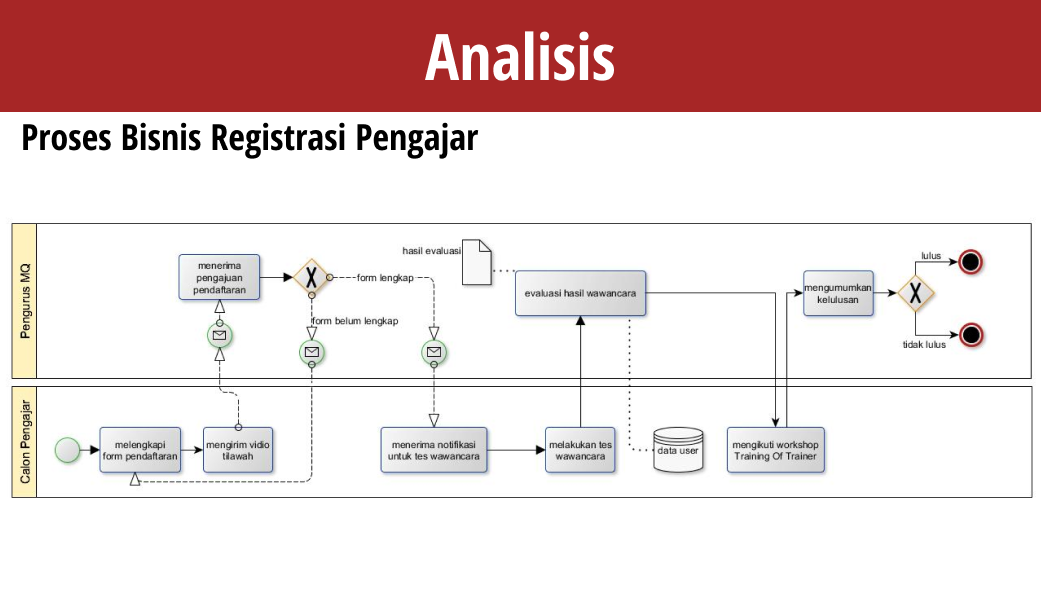 Analisis
Proses Bisnis Registrasi Pengajar
Pengurus MQ
menerima
pengajuan
pendaftaran
form lengkap
form belum lengkap
hasil evaluasi
evaluasi hasil wawancara
mengumumkan
kelulusan
lulus
tidak lulus
Calon Pengajar
melengkapi
form pendaftaran
mengirim vidio
tilawah
menerima notifikasi
untuk tes wawancara
melakukan tes
wawancara
data user
mengikuti workshop
Training Of Trainer